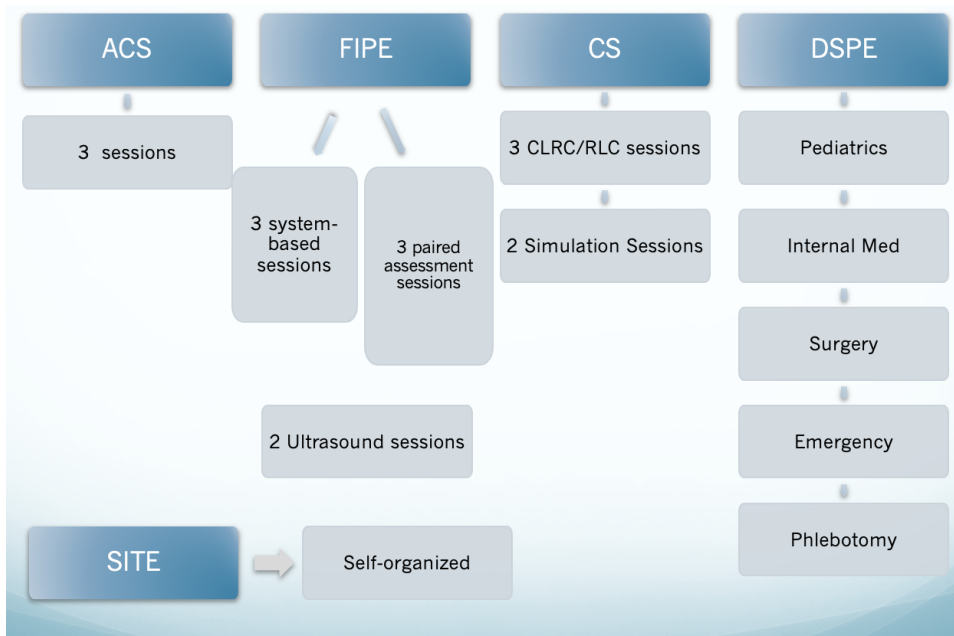 ACS
3 sessions
FIPE
3 system-
based
sessions
3 paired
assessment
sessions
2 Ultrasound sessions
CS
3 CLRC/RLC sessions
2 Simulation Sessions
DSPE
Pediatrics
Internal Med
Surgery
Emergency
Phlebotomy
SITE
Self-organized